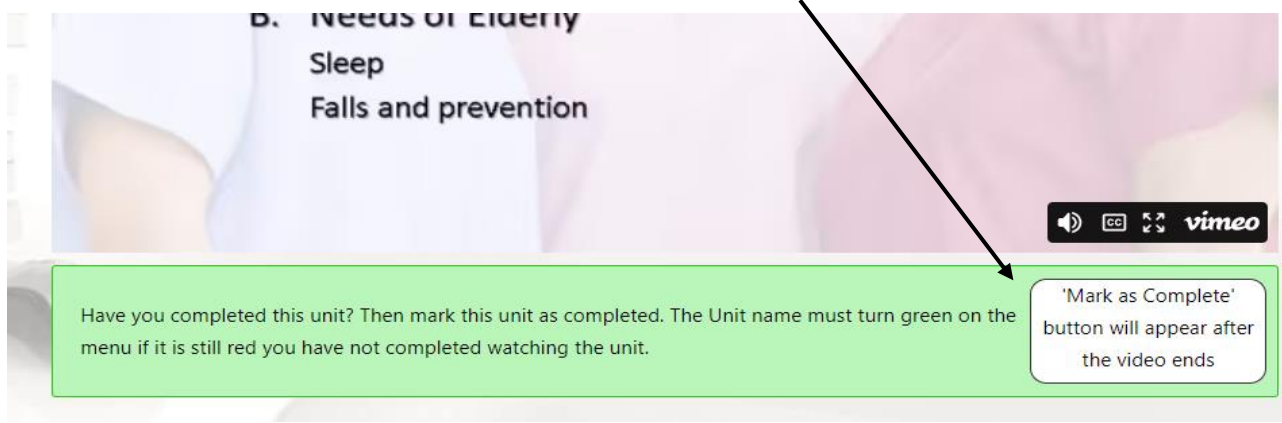 B. Needs of Elderly
Sleep
Falls and prevention
CC vimeo
Have you completed this unit? Then mark this unit as completed. The Unit name must turn green on the
menu if it is still red you have not completed watching the unit.
'Mark as Complete'
button will appear after
the video ends